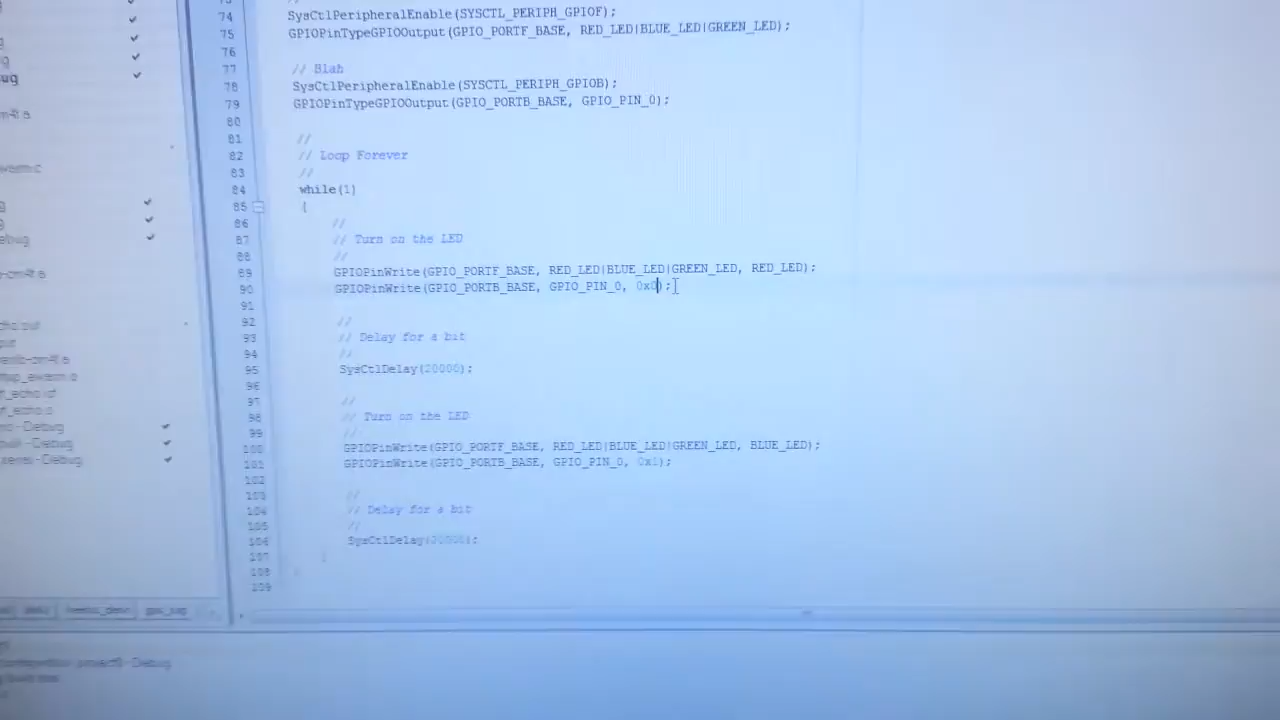 74 SysCtlPeripheralEnable(SYSCTL_PERIPH_GPIOF);
75 GPIOPinTypeGPIOOutput(GPIO_PORTF_BASE, RED_LED|BLUE_LED|GREEN_LED);
76
77 // Blah
78 SysCtlPeripheralEnable(SYSCTL_PERIPH_GPIOB);
79 GPIOPinTypeGPIOOutput(GPIO_PORTB_BASE, GPIO_PIN_0);
80
81 //
82 // Loop Forever
83 //
84 while(1)
85 {
86 //
87 // Turn on the LED
88 //
89 GPIOPinWrite(GPIO_PORTF_BASE, RED_LED|BLUE_LED|GREEN_LED, RED_LED);
90 GPIOPinWrite(GPIO_PORTB_BASE, GPIO_PIN_0, 0x0);
91
92 //
93 // Delay for a bit
94 //
95 SysCtlDelay(20000);
96
97 //
98 // Turn on the LED
99 //
100 GPIOPinWrite(GPIO_PORTF_BASE, RED_LED|BLUE_LED|GREEN_LED, BLUE_LED);
101 GPIOPinWrite(GPIO_PORTB_BASE, GPIO_PIN_0,
102
103 //
104 // Delay for a bit
105 //
106 SysCtlDelay(20000);
107 }
108
109